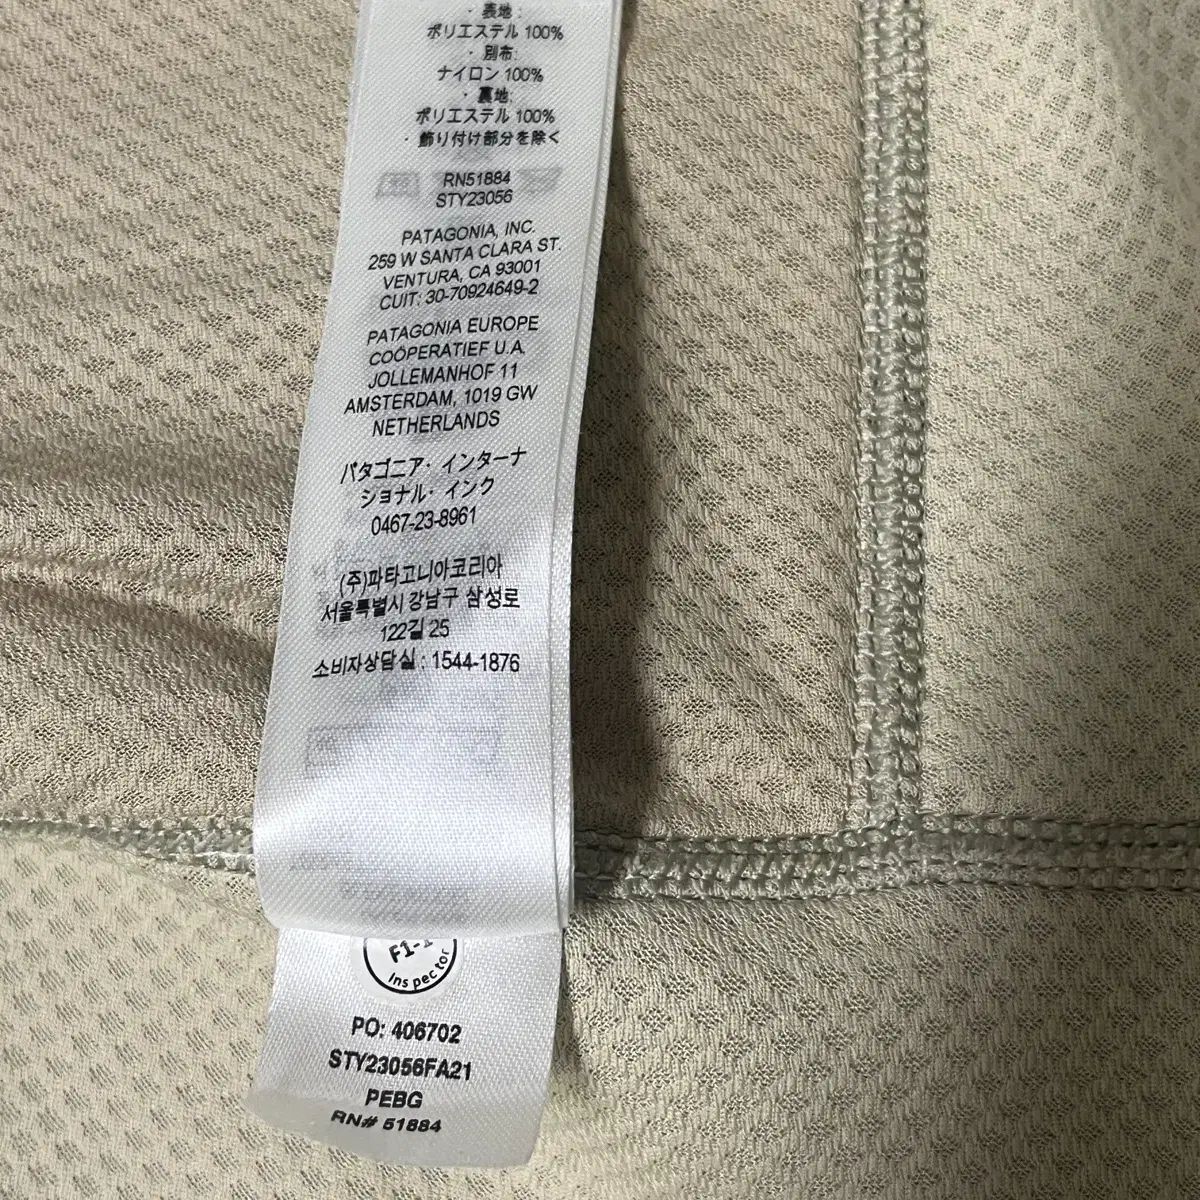 ・表地:
ポリエステル 100%
・別布:
ナイロン 100%
・裏地:
ポリエステル 100%
・飾り付け部分を除く
RN51884
STY23056
PATAGONIA, INC.
259 W SANTA CLARA ST.
VENTURA, CA 93001
CUIT: 30-70924649-2
PATAGONIA EUROPE
COÖPERATIEF U.A.
JOLLEMANHOF 11
AMSTERDAM, 1019 GW
NETHERLANDS
パタゴニア・インターナ
ショナル・インク
0467-23-8961
(주)파타고니아코리아
서울특별시 강남구 삼성로
122길 25
소비자상담실 : 1544-1876
Inspector
PO: 406702
STY23056FA21
PEBG
RN# 51884